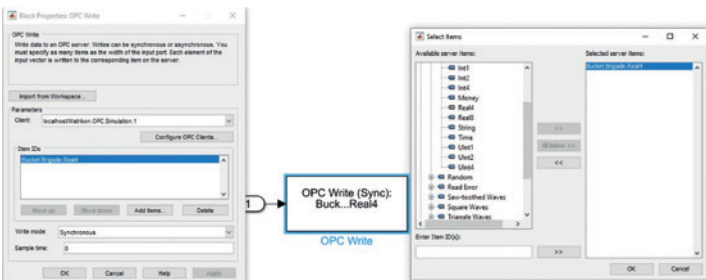 Block Properties: OPC Write
OPC Write
Write data to an OPC server. Writes can be synchronous or asynchronous. You
must specify as many items as the width of the input port. Each element of the
input vector is written to the corresponding item on the server.
Import from Workspace...
Parameters
Client: localhost/Matrikon.OPC.Simulation.1
Configure OPC Clients...
Item IDs
Bucket Brigade.Real4
Move up Move down Add Items... Delete
Write mode: Synchronous
Sample time: 0
OK Cancel Help Apply
1
OPC Write (Sync):
Buck...Real4
OPC Write
Select Items
Available server items:
Int1
Int2
Int4
Money
Real4
Real8
String
Time
UInt1
UInt2
UInt4
Random
Read Error
Saw-toothed Waves
Square Waves
Triangle Waves
Enter Item ID(s):
>>
All below >>
<<
>>
Selected server items:
Bucket Brigade.Real4
OK Cancel